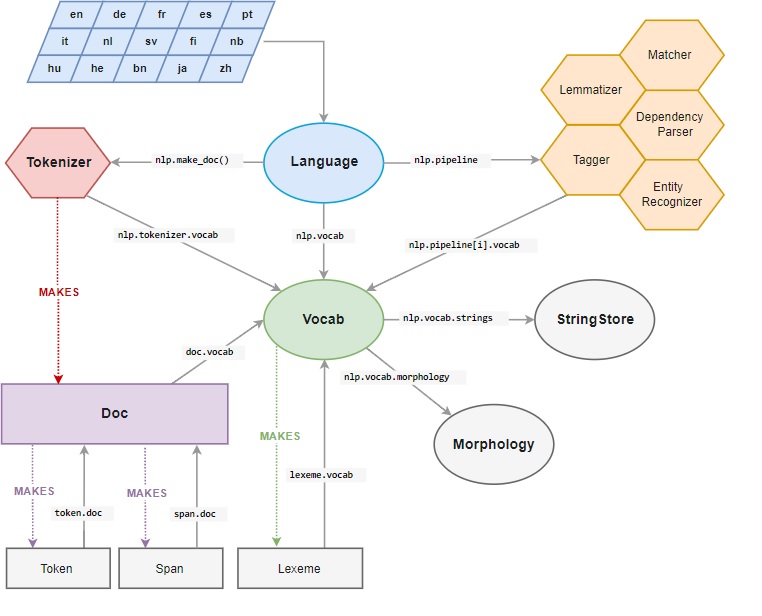 en de fr es pt
it nl sv fi nb
hu he bn ja zh
Matcher
Lemmatizer
Dependency
Parser
Tagger
Entity
Recognizer
Tokenizer
nlp.make_doc()
Language
nlp.pipeline
nlp.tokenizer.vocab
nlp.vocab
nlp.pipeline[i].vocab
MAKES
Vocab
nlp.vocab.strings
StringStore
doc.vocab
nlp.vocab.morphology
Doc
MAKES
Morphology
MAKES
MAKES
lexeme.vocab
token.doc
span.doc
Token
Span
Lexeme